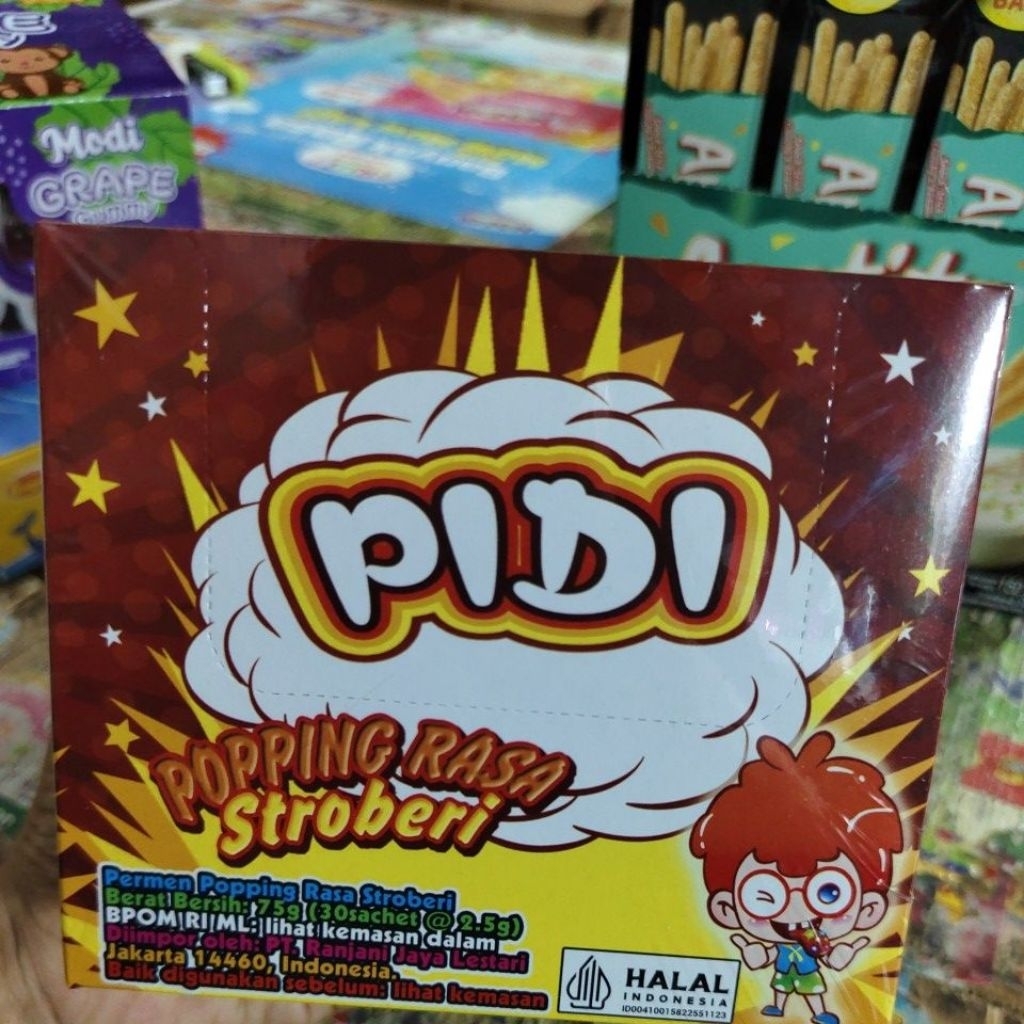 Modi
GRAPE
Gummy
PIDI
POPPING RASA
Stroberi
Permen Popping Rasa Stroberi
Berat Bersih: 75g (30sachet @ 2.5g)
BPOM RI ML: lihat kemasan dalam
Diimpor oleh: PT. Ranjani Jaya Lestari
Jakarta 14460, Indonesia.
Baik digunakan sebelum: lihat kemasan
HALAL
INDONESIA
ID00410015822551123